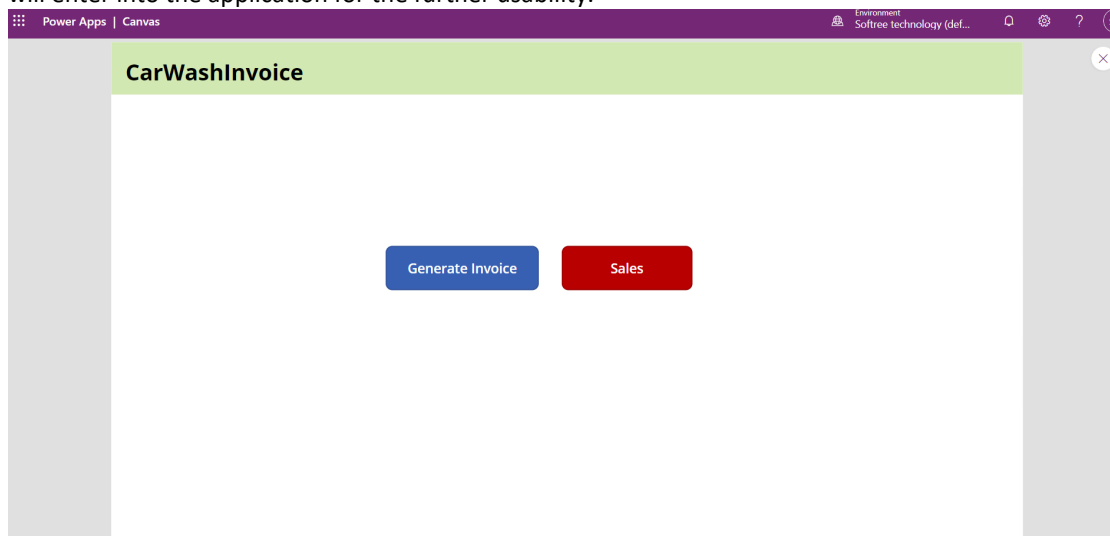 will enter into the application for the further usability.
Power Apps | Canvas
Environment
Softree technology (def...
?
CarWashInvoice
Generate Invoice
Sales